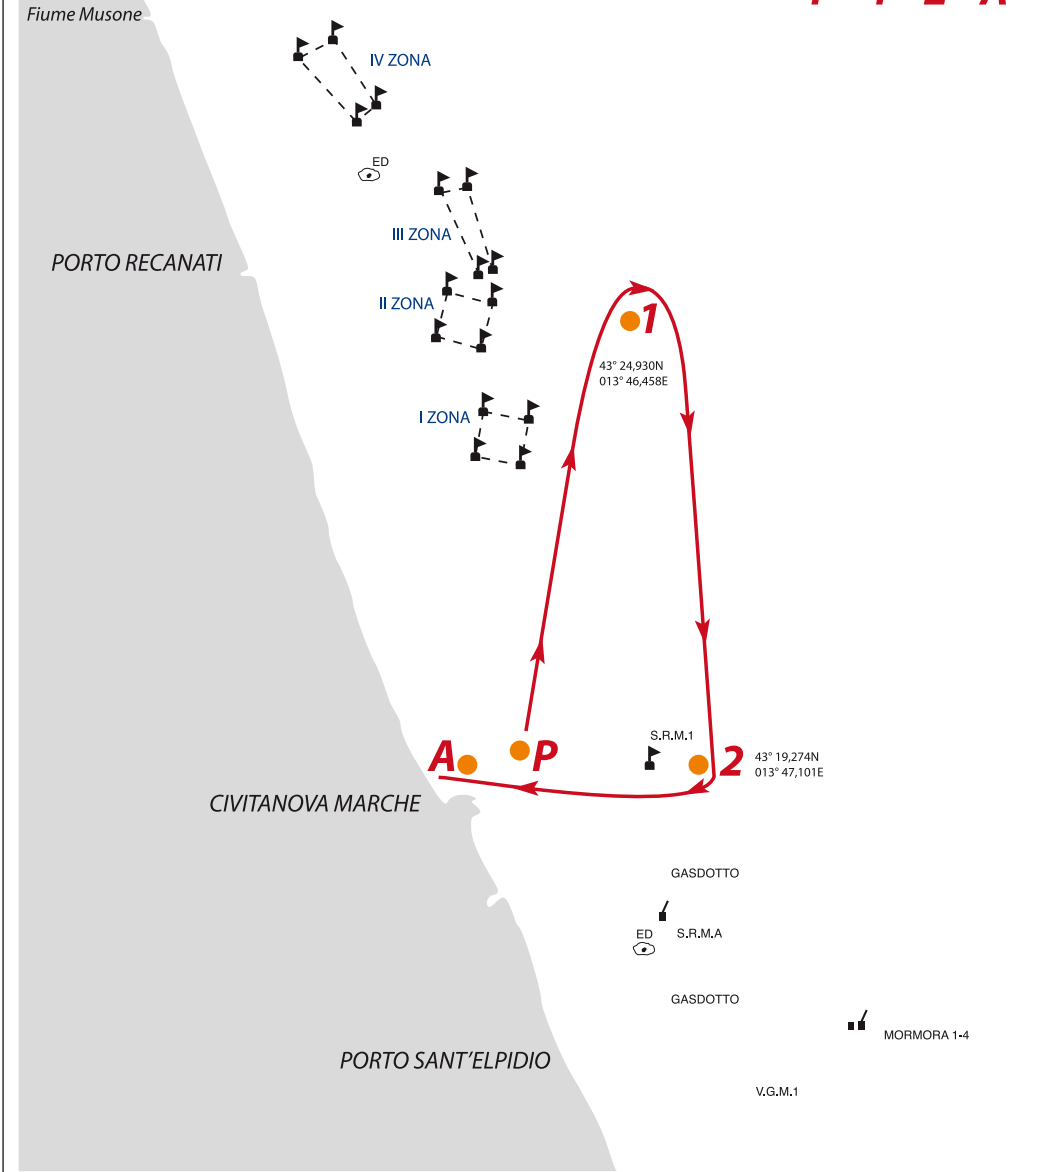 Fiume Musone
IV ZONA
ED
III ZONA
PORTO RECANATI
II ZONA
1
43° 24,930N
013° 46,458E
I ZONA
S.R.M.1
A
P
2
43° 19,274N
013° 47,101E
CIVITANOVA MARCHE
GASDOTTO
S.R.M.A
ED
GASDOTTO
MORMORA 1-4
PORTO SANT'ELPIDIO
V.G.M.1